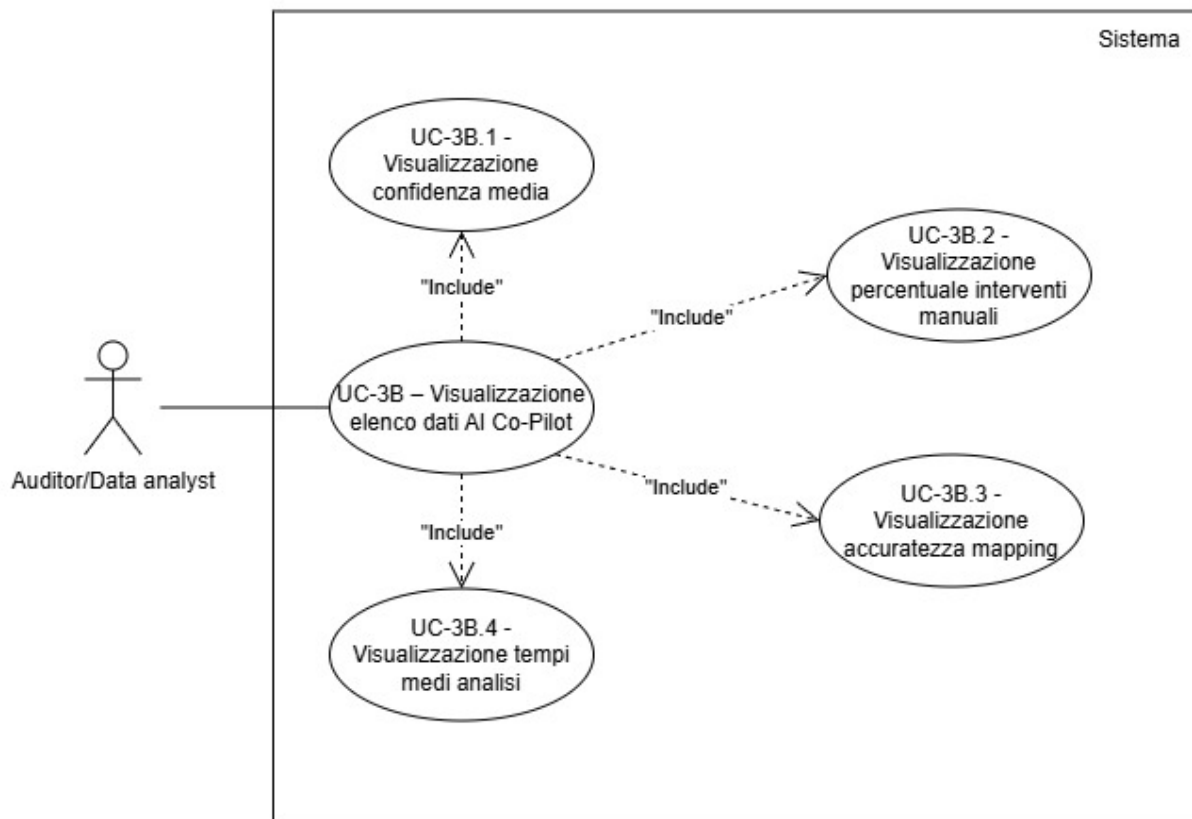 Sistema
UC-3B.1 -
Visualizzazione
confidenza media
UC-3B.2 -
Visualizzazione
percentuale interventi
manuali
"Include"
"Include"
UC-3B – Visualizzazione
elenco dati AI Co-Pilot
Auditor/Data analyst
"Include"
"Include"
UC-3B.3 -
Visualizzazione
accuratezza mapping
UC-3B.4 -
Visualizzazione tempi
medi analisi